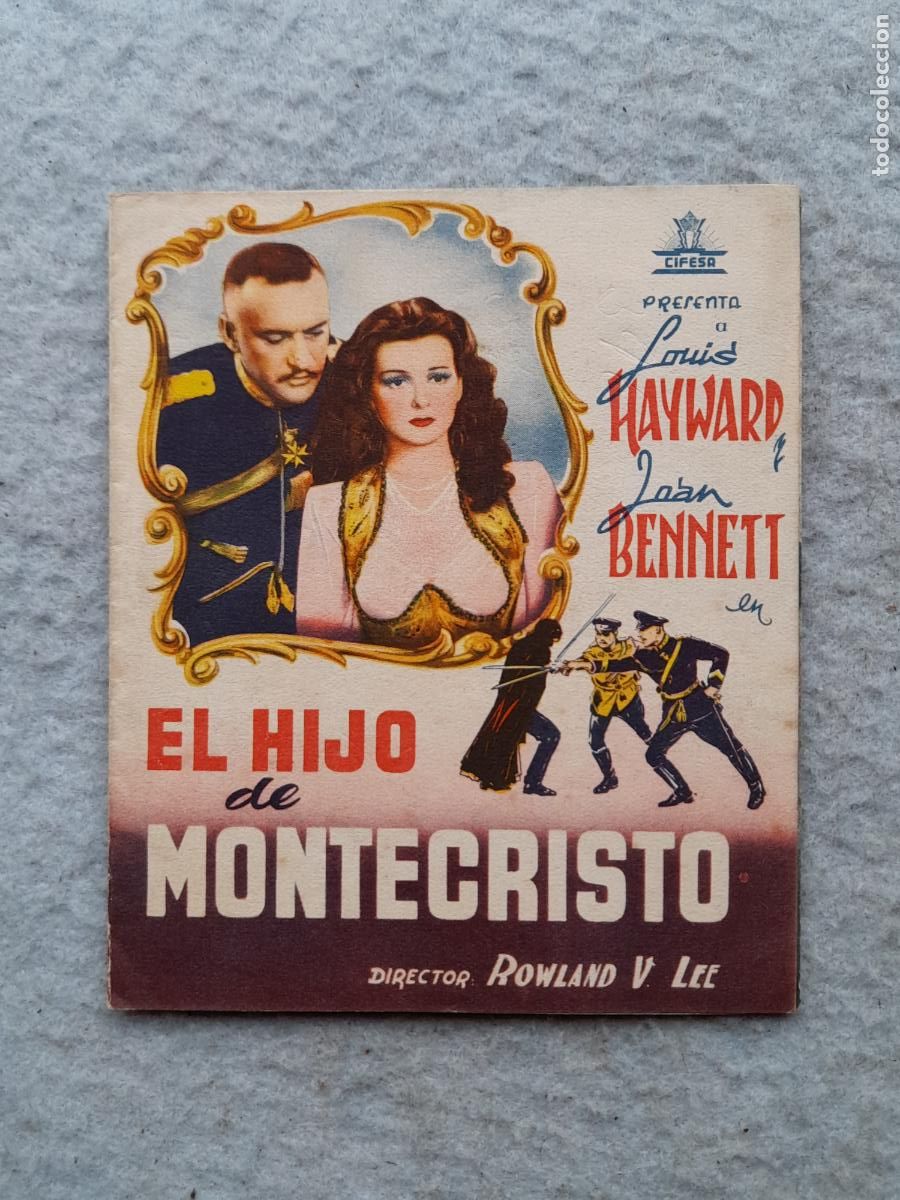 CIFESA
PRESENTA
a
Louis
HAYWARD
y
Joan
BENNETT
en
EL HIJO
de
MONTECRISTO
DIRECTOR: ROWLAND V. LEE
todocoleccion